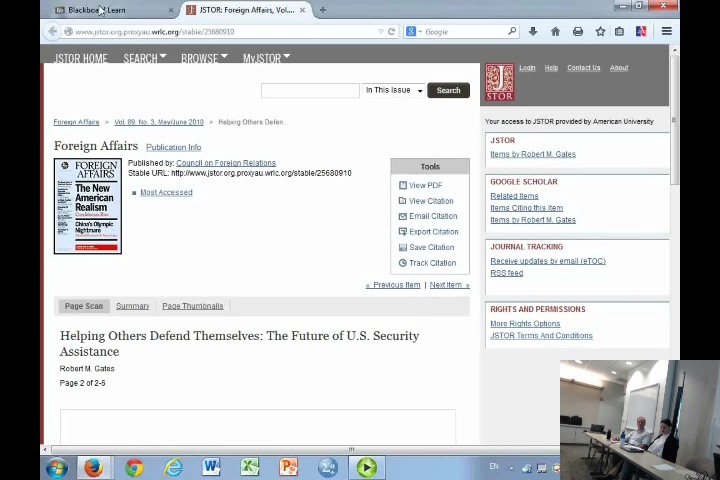 Blackboard Learn
JSTOR: Foreign Affairs, Vol....
www.jstor.org.proxyau.wrlc.org/stable/25680910
Google
JSTOR HOME SEARCH BROWSE MyJSTOR
JSTOR
Login Help Contact Us About
In This Issue Search
Your access to JSTOR provided by American University
Foreign Affairs > Vol. 89, No. 3, May/June 2010 > Helping Others Defen...
Foreign Affairs Publication Info
Published by: Council on Foreign Relations
Stable URL: http://www.jstor.org.proxyau.wrlc.org/stable/25680910
Most Accessed
FOREIGN AFFAIRS
The New American Realism
China's Olympic Nightmare
Tools
View PDF
View Citation
Email Citation
Export Citation
Save Citation
Track Citation
« Previous Item | Next Item »
Page Scan Summary Page Thumbnails
Helping Others Defend Themselves: The Future of U.S. Security
Assistance
Robert M. Gates
Page 2 of 2-6
JSTOR
Items by Robert M. Gates
GOOGLE SCHOLAR
Related Items
Items Citing this Item
Items by Robert M. Gates
JOURNAL TRACKING
Receive updates by email (eTOC)
RSS feed
RIGHTS AND PERMISSIONS
More Rights Options
JSTOR Terms And Conditions
EN